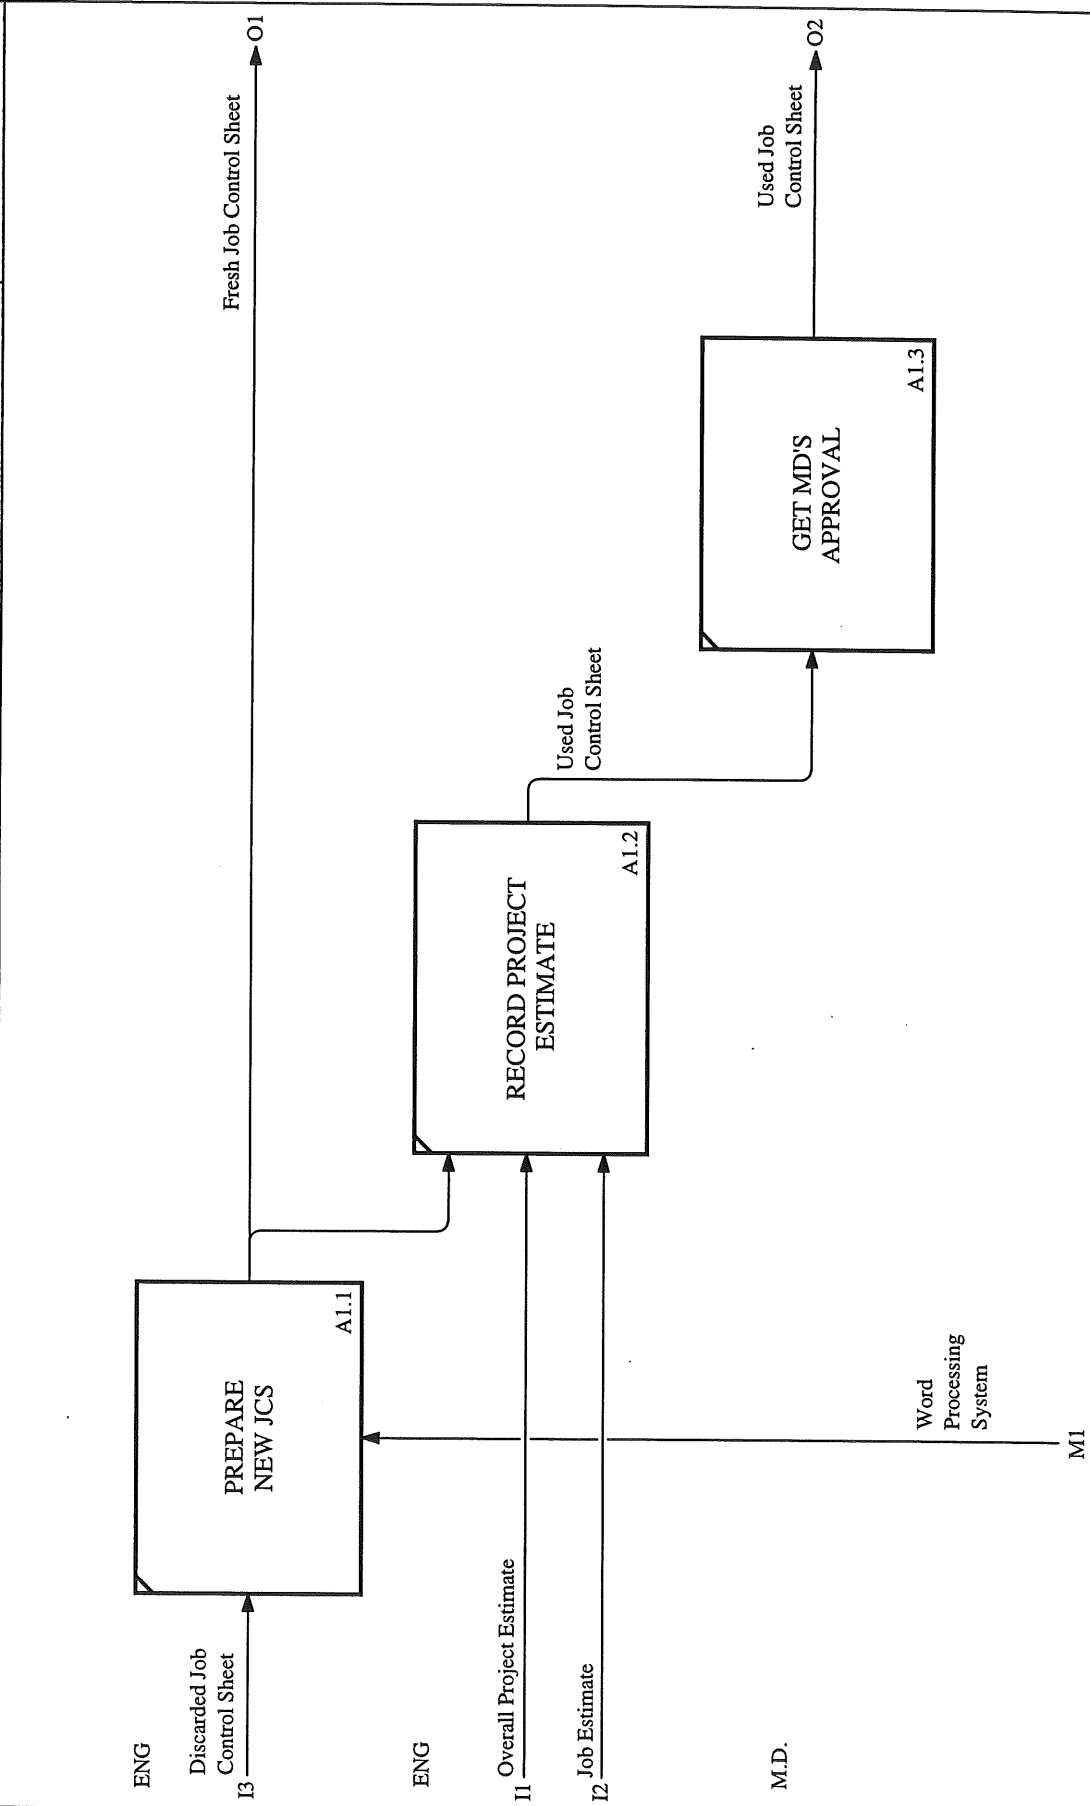 ENG
Discarded Job
Control Sheet
I3
PREPARE
NEW JCS
A1.1
Fresh Job Control Sheet
O1
ENG
I1
Overall Project Estimate
I2
Job Estimate
RECORD PROJECT
ESTIMATE
A1.2
Used Job
Control Sheet
M.D.
GET MD'S
APPROVAL
A1.3
Used Job
Control Sheet
O2
Word
Processing
System
M1